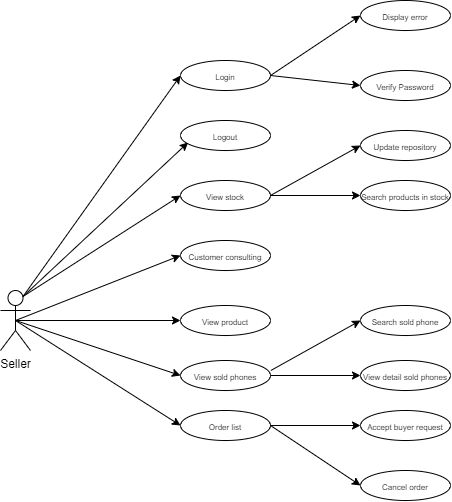 Display error
Login
Verify Password
Logout
Update repository
View stock
Search products in stock
Customer consulting
View product
Search sold phone
Seller
View sold phones
View detail sold phones
Order list
Accept buyer request
Cancel order